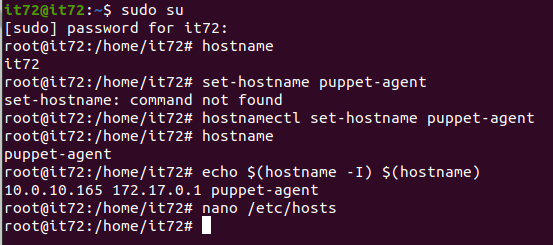 it72@it72:~$ sudo su
[sudo] password for it72:
root@it72:/home/it72# hostname
it72
root@it72:/home/it72# set-hostname puppet-agent
set-hostname: command not found
root@it72:/home/it72# hostnamectl set-hostname puppet-agent
root@it72:/home/it72# hostname
puppet-agent
root@it72:/home/it72# echo $(hostname -I) $(hostname)
10.0.10.165 172.17.0.1 puppet-agent
root@it72:/home/it72# nano /etc/hosts
root@it72:/home/it72#